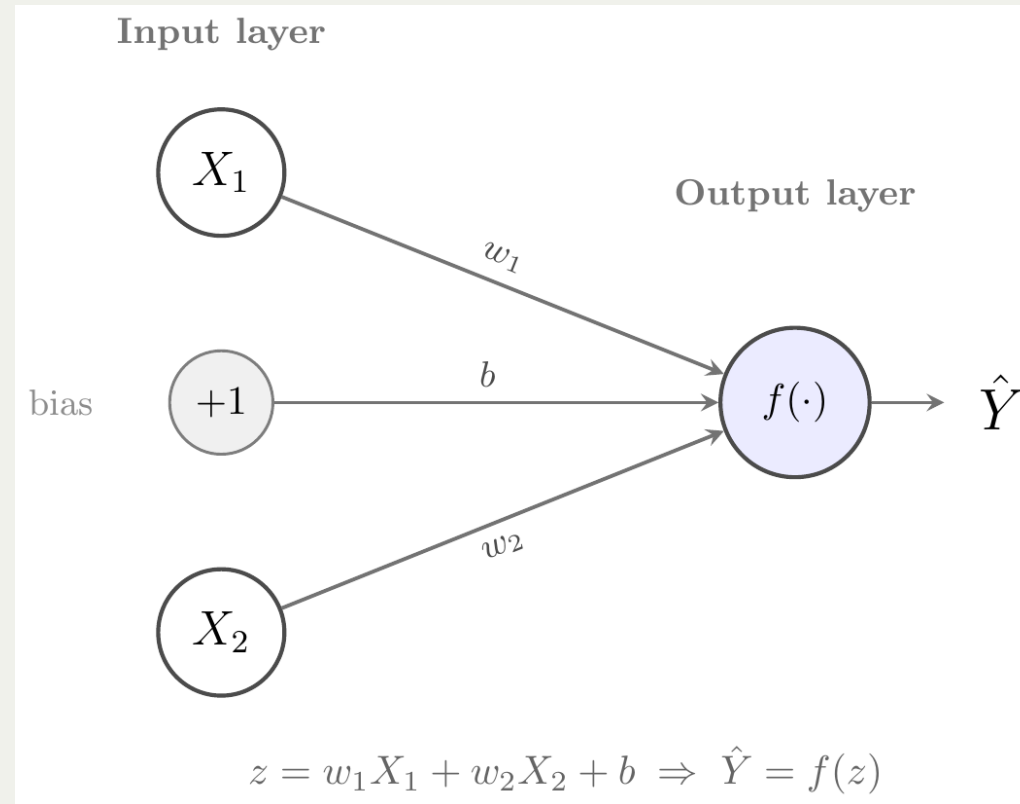 Input layer
X₁
Output layer
w₁
bias
+1
b
f(·)
Ŷ
w₂
X₂
z = w₁X₁ + w₂X₂ + b ⇒ Ŷ = f(z)